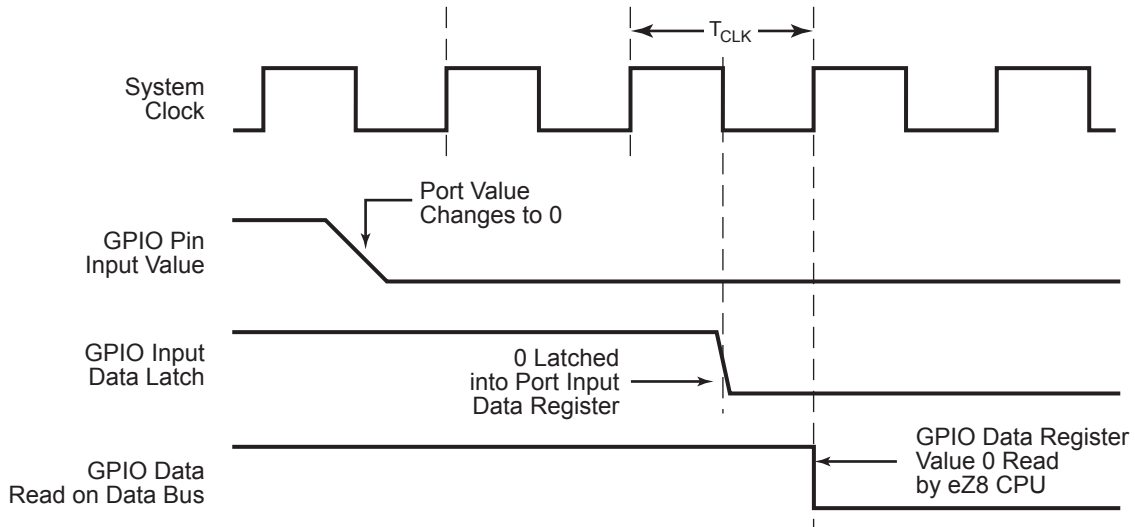 T_CLK
System
Clock
Port Value
Changes to 0
GPIO Pin
Input Value
GPIO Input
Data Latch
0 Latched
into Port Input
Data Register
GPIO Data
Read on Data Bus
GPIO Data Register
Value 0 Read
by eZ8 CPU